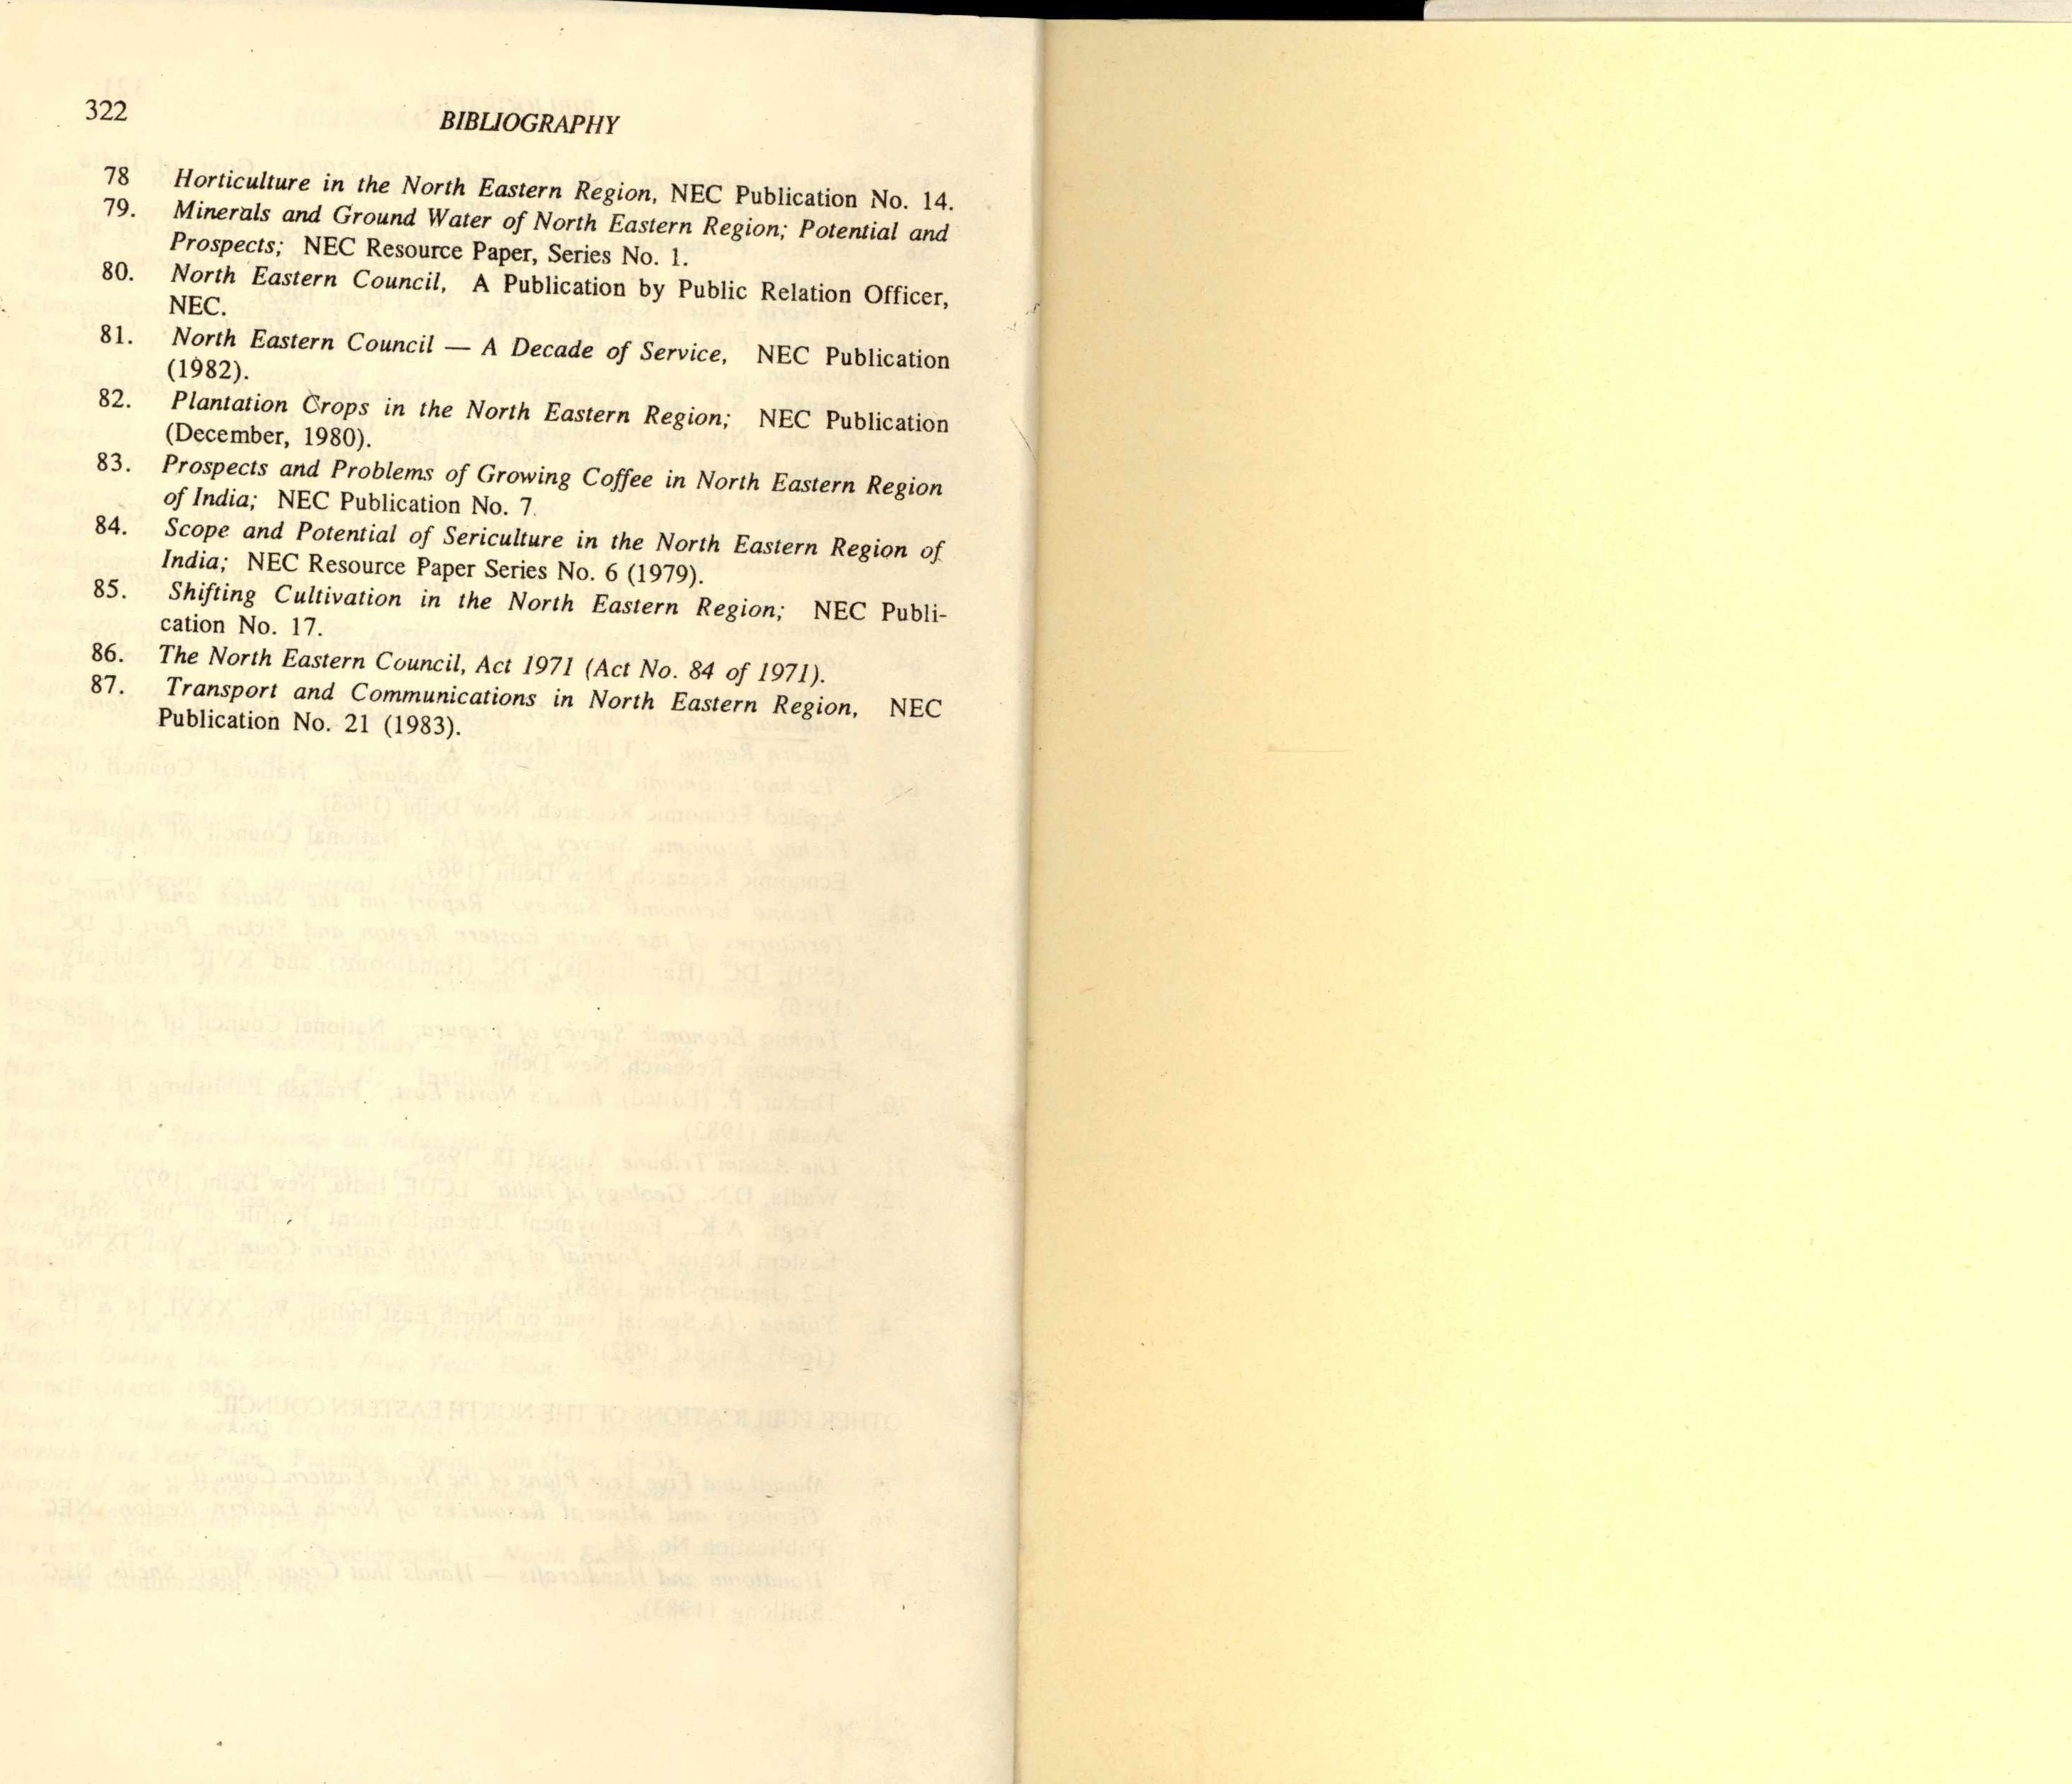 322
BIBLIOGRAPHY
78 Horticulture in the North Eastern Region, NEC Publication No. 14.
79. Minerals and Ground Water of North Eastern Region; Potential and
Prospects; NEC Resource Paper, Series No. 1.
80. North Eastern Council, A Publication by Public Relation Officer,
NEC.
81. North Eastern Council — A Decade of Service, NEC Publication
(1982).
82. Plantation Crops in the North Eastern Region; NEC Publication
(December, 1980).
83. Prospects and Problems of Growing Coffee in North Eastern Region
of India; NEC Publication No. 7.
84. Scope and Potential of Sericulture in the North Eastern Region of
India; NEC Resource Paper Series No. 6 (1979).
85. Shifting Cultivation in the North Eastern Region; NEC Publi-
cation No. 17.
86. The North Eastern Council, Act 1971 (Act No. 84 of 1971).
87. Transport and Communications in North Eastern Region, NEC
Publication No. 21 (1983).